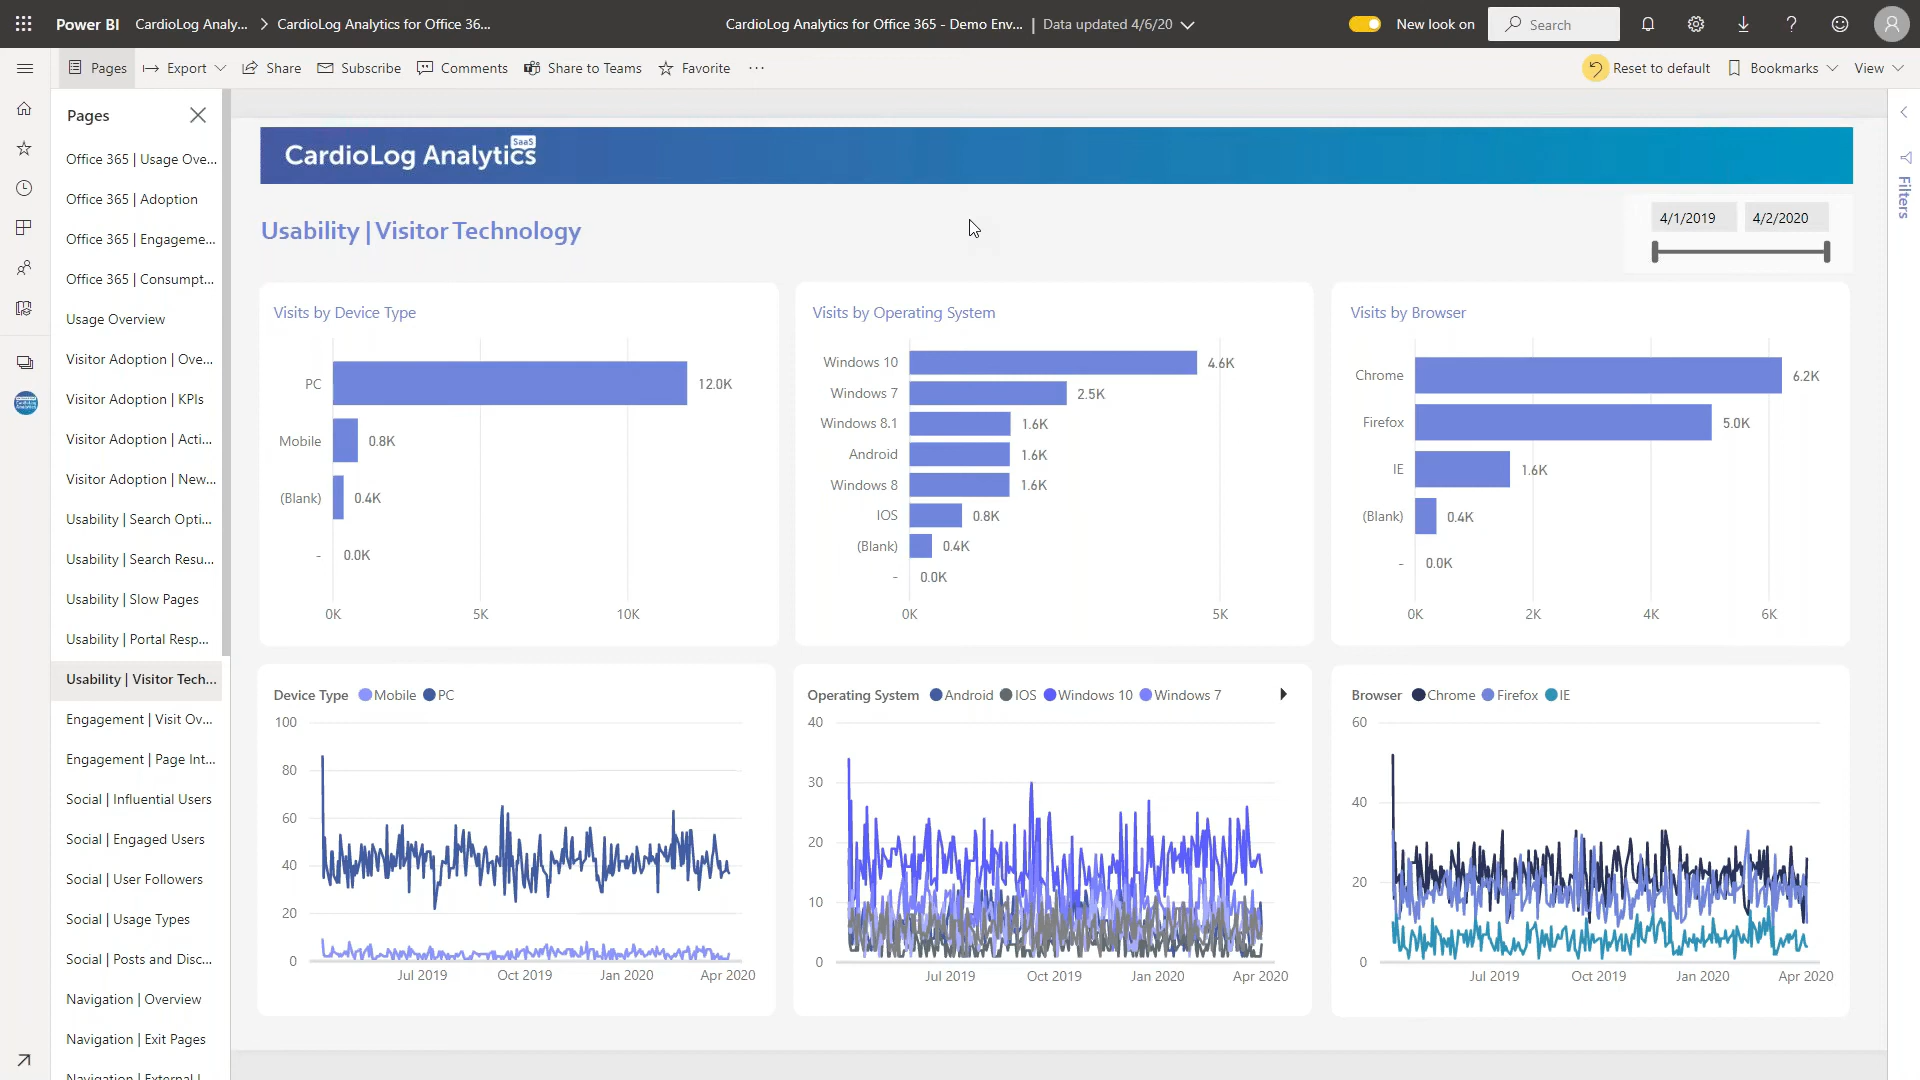 Power BI CardioLog Analy... CardioLog Analytics for Office 36... CardioLog Analytics for Office 365 - Demo Env... | Data updated 4/6/20 New look on Search
Pages Export Share Subscribe Comments Share to Teams Favorite ... Reset to default Bookmarks View
Pages
Office 365 | Usage Ove...
Office 365 | Adoption
Office 365 | Engageme...
Office 365 | Consumpt...
Usage Overview
Visitor Adoption | Ove...
Visitor Adoption | KPIs
Visitor Adoption | Acti...
Visitor Adoption | New...
Usability | Search Opti...
Usability | Search Resu...
Usability | Slow Pages
Usability | Portal Resp...
Usability | Visitor Tech...
Engagement | Visit Ov...
Engagement | Page Int...
Social | Influential Users
Social | Engaged Users
Social | User Followers
Social | Usage Types
Social | Posts and Disc...
Navigation | Overview
Navigation | Exit Pages
Navigation | External L
CardioLog Analytics SaaS
Usability | Visitor Technology
4/1/2019 4/2/2020
Filters
Visits by Device Type
PC 12.0K
Mobile 0.8K
(Blank) 0.4K
- 0.0K
0K 5K 10K
Visits by Operating System
Windows 10 4.6K
Windows 7 2.5K
Windows 8.1 1.6K
Android 1.6K
Windows 8 1.6K
IOS 0.8K
(Blank) 0.4K
- 0.0K
0K 5K
Visits by Browser
Chrome 6.2K
Firefox 5.0K
IE 1.6K
(Blank) 0.4K
- 0.0K
0K 2K 4K 6K
Device Type Mobile PC
100
80
60
40
20
0
Jul 2019 Oct 2019 Jan 2020 Apr 2020
Operating System Android IOS Windows 10 Windows 7
40
30
20
10
0
Jul 2019 Oct 2019 Jan 2020 Apr 2020
Browser Chrome Firefox IE
60
40
20
0
Jul 2019 Oct 2019 Jan 2020 Apr 2020